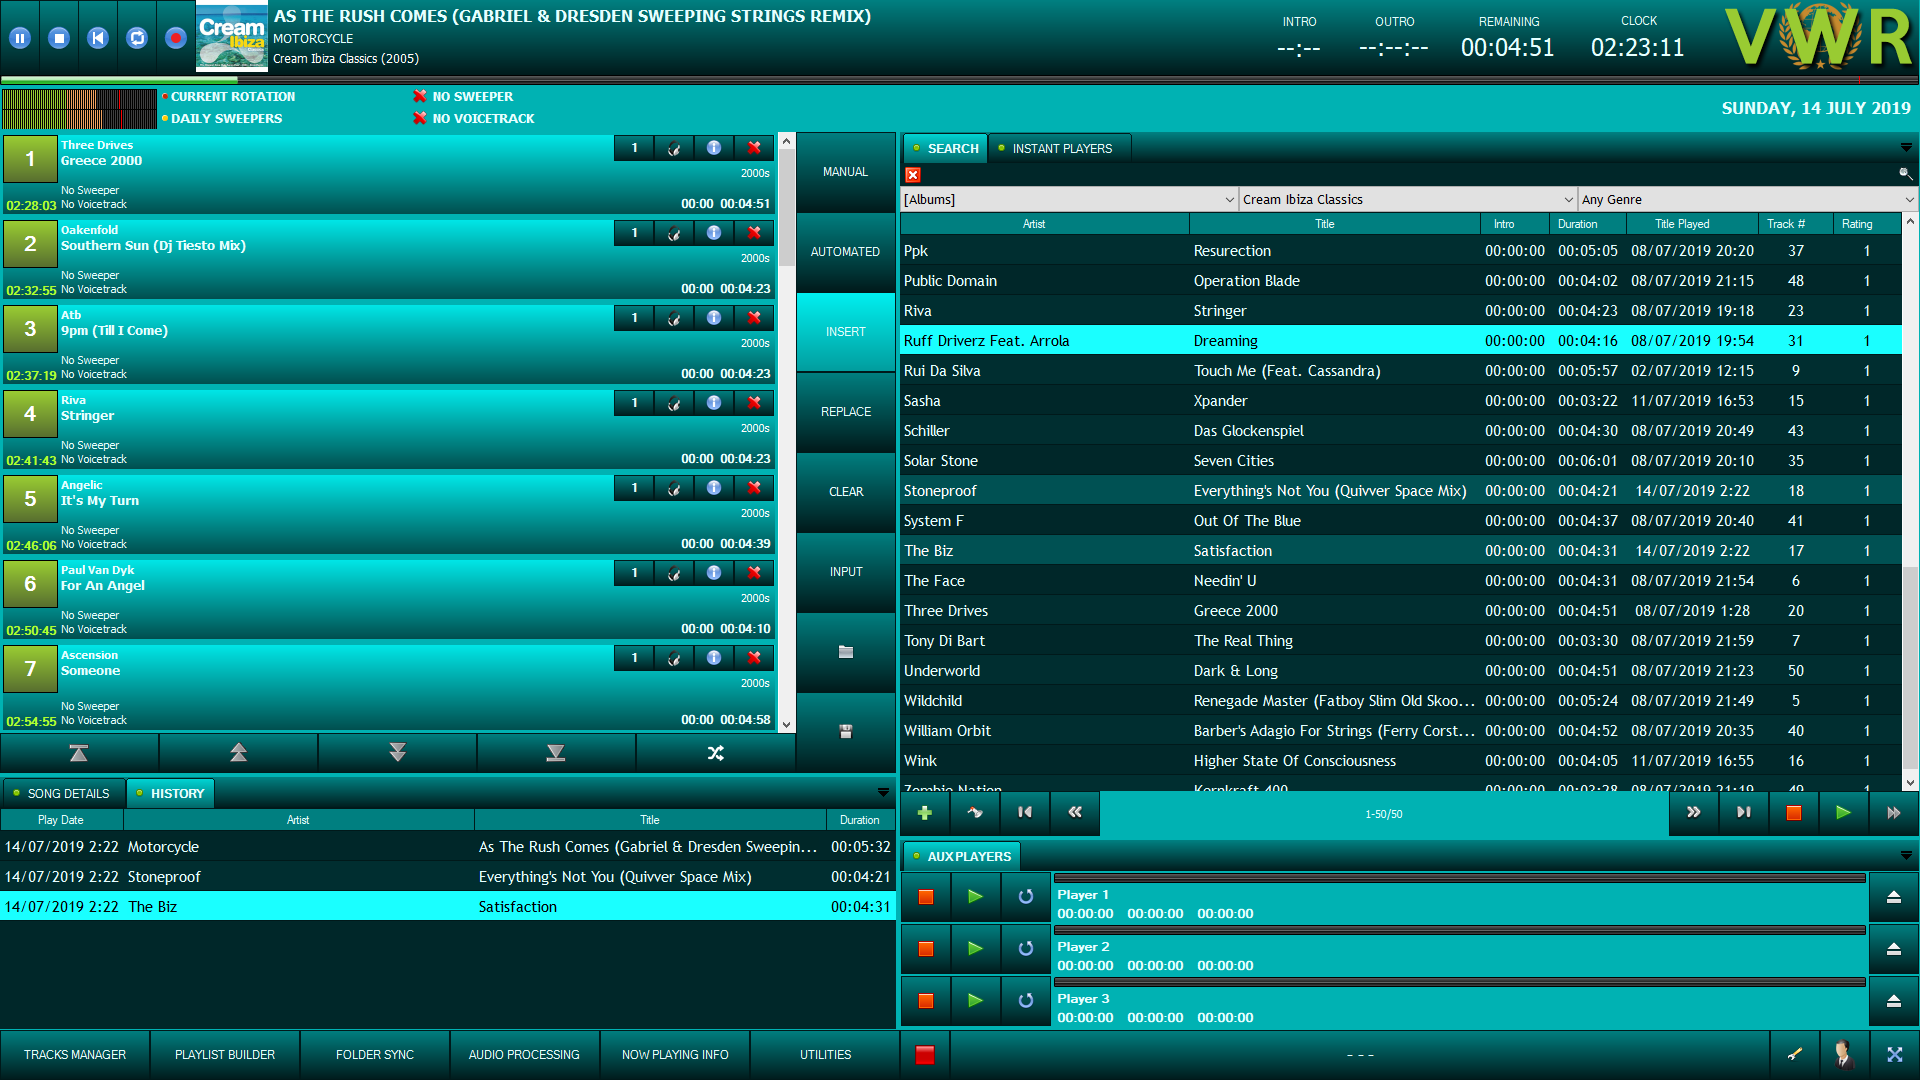 Cream
Ibiza
AS THE RUSH COMES (GABRIEL & DRESDEN SWEEPING STRINGS REMIX)
MOTORCYCLE
Cream Ibiza Classics (2005)
INTRO OUTRO REMAINING CLOCK
--:-- --:--:-- 00:04:51 02:23:11
VWR
CURRENT ROTATION NO SWEEPER
DAILY SWEEPERS NO VOICETRACK
SUNDAY, 14 JULY 2019
1 Three Drives 1
Greece 2000
2000s
No Sweeper
02:28:03 No Voicetrack 00:00 00:04:51
2 Oakenfold 1
Southern Sun (Dj Tiesto Mix)
2000s
No Sweeper
02:32:55 No Voicetrack 00:00 00:04:23
3 Atb 1
9pm (Till I Come)
2000s
No Sweeper
02:37:19 No Voicetrack 00:00 00:04:23
4 Riva 1
Stringer
2000s
No Sweeper
02:41:43 No Voicetrack 00:00 00:04:23
5 Angelic 1
It's My Turn
2000s
No Sweeper
02:46:06 No Voicetrack 00:00 00:04:39
6 Paul Van Dyk 1
For An Angel
2000s
No Sweeper
02:50:45 No Voicetrack 00:00 00:04:10
7 Ascension 1
Someone
2000s
No Sweeper
02:54:55 No Voicetrack 00:00 00:04:58
MANUAL
AUTOMATED
INSERT
REPLACE
CLEAR
INPUT
SONG DETAILS HISTORY
Play Date Artist Title Duration
14/07/2019 2:22 Motorcycle As The Rush Comes (Gabriel & Dresden Sweepin... 00:05:32
14/07/2019 2:22 Stoneproof Everything's Not You (Quivver Space Mix) 00:04:21
14/07/2019 2:22 The Biz Satisfaction 00:04:31
SEARCH INSTANT PLAYERS
[Albums] Cream Ibiza Classics Any Genre
Artist Title Intro Duration Title Played Track # Rating
Ppk Resurection 00:00:00 00:05:05 08/07/2019 20:20 37 1
Public Domain Operation Blade 00:00:00 00:04:02 08/07/2019 21:15 48 1
Riva Stringer 00:00:00 00:04:23 08/07/2019 19:18 23 1
Ruff Driverz Feat. Arrola Dreaming 00:00:00 00:04:16 08/07/2019 19:54 31 1
Rui Da Silva Touch Me (Feat. Cassandra) 00:00:00 00:05:57 02/07/2019 12:15 9 1
Sasha Xpander 00:00:00 00:03:22 11/07/2019 16:53 15 1
Schiller Das Glockenspiel 00:00:00 00:04:30 08/07/2019 20:49 43 1
Solar Stone Seven Cities 00:00:00 00:06:01 08/07/2019 20:10 35 1
Stoneproof Everything's Not You (Quivver Space Mix) 00:00:00 00:04:21 14/07/2019 2:22 18 1
System F Out Of The Blue 00:00:00 00:04:37 08/07/2019 20:40 41 1
The Biz Satisfaction 00:00:00 00:04:31 14/07/2019 2:22 17 1
The Face Needin' U 00:00:00 00:04:31 08/07/2019 21:54 6 1
Three Drives Greece 2000 00:00:00 00:04:51 08/07/2019 1:28 20 1
Tony Di Bart The Real Thing 00:00:00 00:03:30 08/07/2019 21:59 7 1
Underworld Dark & Long 00:00:00 00:04:51 08/07/2019 21:23 50 1
Wildchild Renegade Master (Fatboy Slim Old Skoo... 00:00:00 00:05:24 08/07/2019 21:49 5 1
William Orbit Barber's Adagio For Strings (Ferry Corst... 00:00:00 00:04:52 08/07/2019 20:35 40 1
Wink Higher State Of Consciousness 00:00:00 00:04:05 11/07/2019 16:55 16 1
Zombie Nation Kernkraft 400 00:00:00 00:03:28 08/07/2019 21:19 49 1
1-50/50
AUX PLAYERS
Player 1
00:00:00 00:00:00 00:00:00
Player 2
00:00:00 00:00:00 00:00:00
Player 3
00:00:00 00:00:00 00:00:00
TRACKS MANAGER PLAYLIST BUILDER FOLDER SYNC AUDIO PROCESSING NOW PLAYING INFO UTILITIES - - -